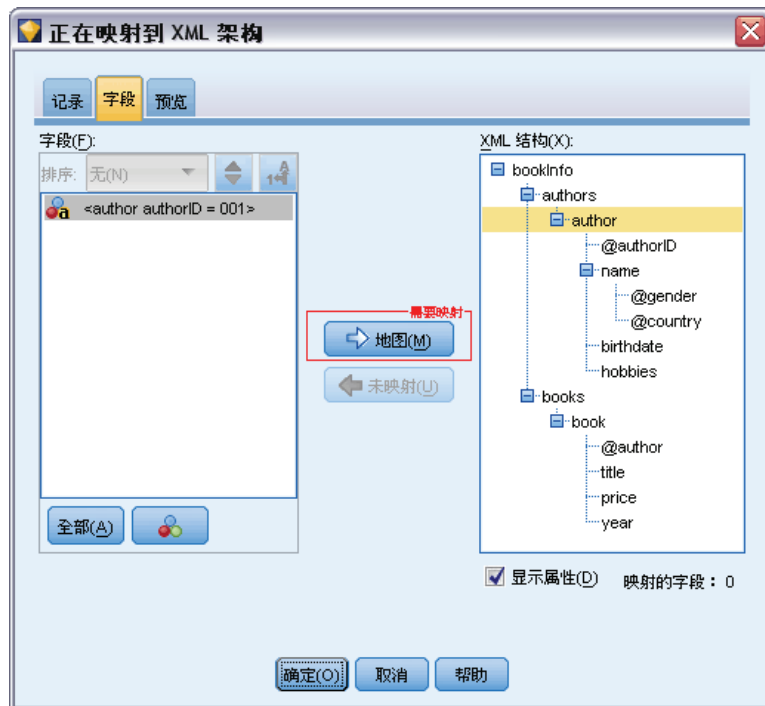 正在映射到 XML 架构
记录
字段
预览
字段(F):
排序: 无(N)
<author authorID = 001>
全部(A)
需要映射
地图(M)
未映射(U)
XML 结构(X):
bookInfo
authors
author
@authorID
name
@gender
@country
birthdate
hobbies
books
book
@author
title
price
year
显示属性(D)
映射的字段：0
确定(O)
取消
帮助